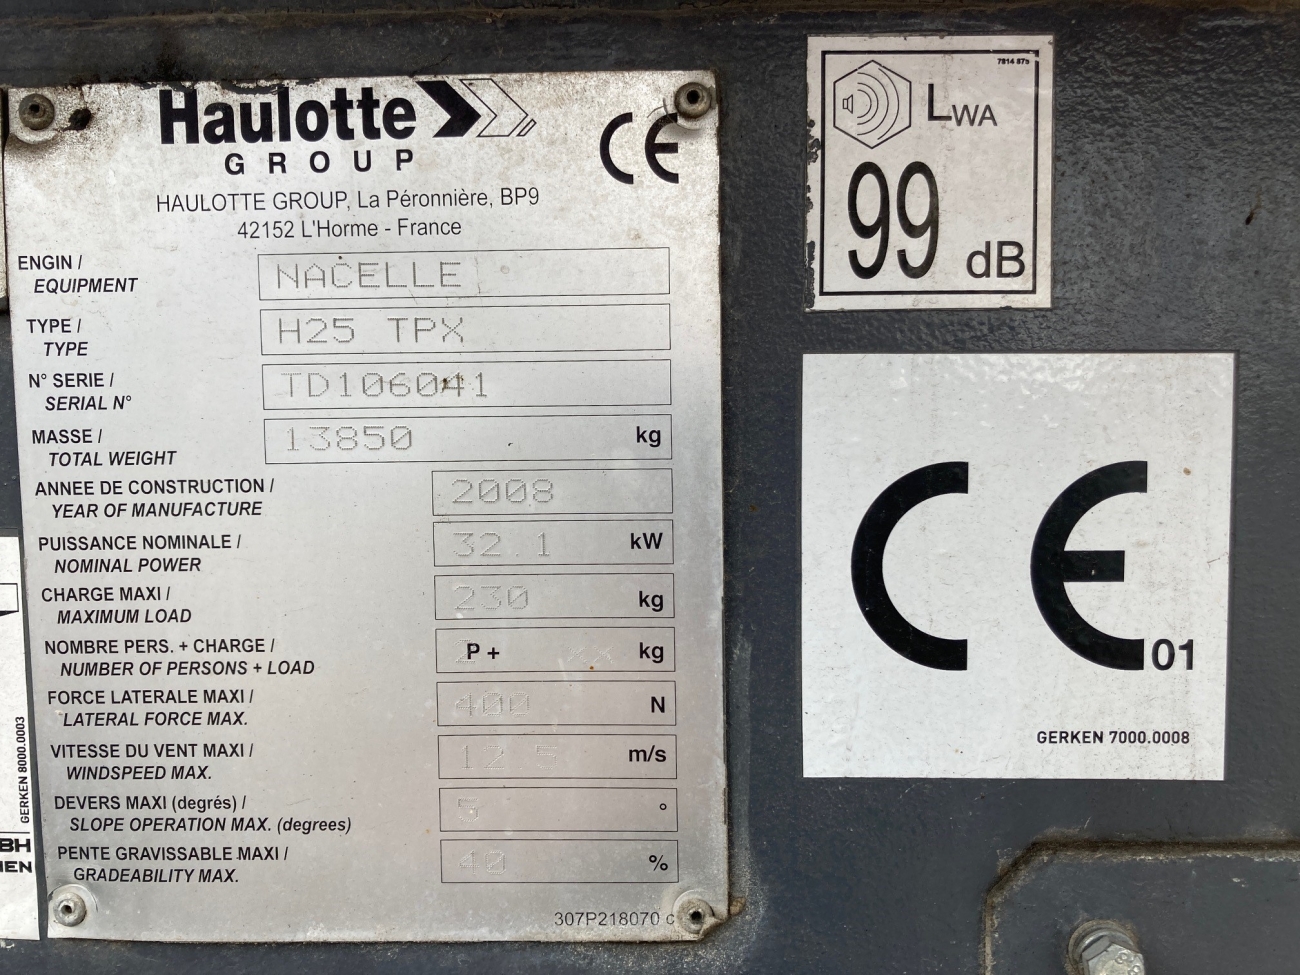 Haulotte
GROUP
CE
HAULOTTE GROUP, La Péronnière, BP9
42152 L'Horme - France
ENGIN /
EQUIPMENT
NACELLE
TYPE /
TYPE
H25 TPX
N° SERIE /
SERIAL N°
TD106041
MASSE /
TOTAL WEIGHT
13850 kg
ANNEE DE CONSTRUCTION /
YEAR OF MANUFACTURE
2008
PUISSANCE NOMINALE /
NOMINAL POWER
32.1 kW
CHARGE MAXI /
MAXIMUM LOAD
230 kg
NOMBRE PERS. + CHARGE /
NUMBER OF PERSONS + LOAD
P + kg
FORCE LATERALE MAXI /
LATERAL FORCE MAX.
400 N
VITESSE DU VENT MAXI /
WINDSPEED MAX.
12.5 m/s
DEVERS MAXI (degrés) /
SLOPE OPERATION MAX. (degrees)
5 °
PENTE GRAVISSABLE MAXI /
GRADEABILITY MAX.
40 %
307P218070 c
7814 875
LWA
99
dB
CE
01
GERKEN 7000.0008
GERKEN 8000.0003
BH
EN